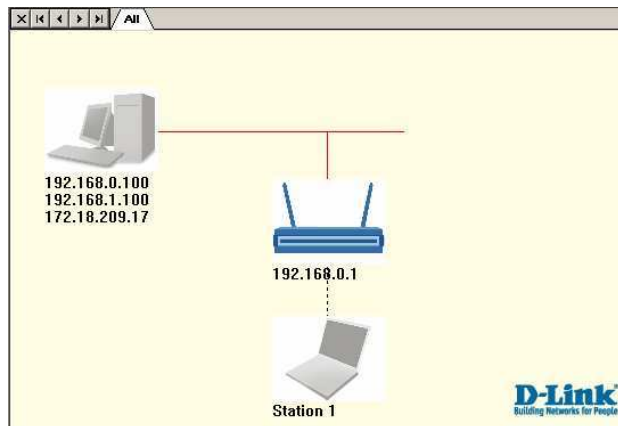 All
192.168.0.100
192.168.1.100
172.18.209.17
192.168.0.1
Station 1
D-Link
Building Networks for People